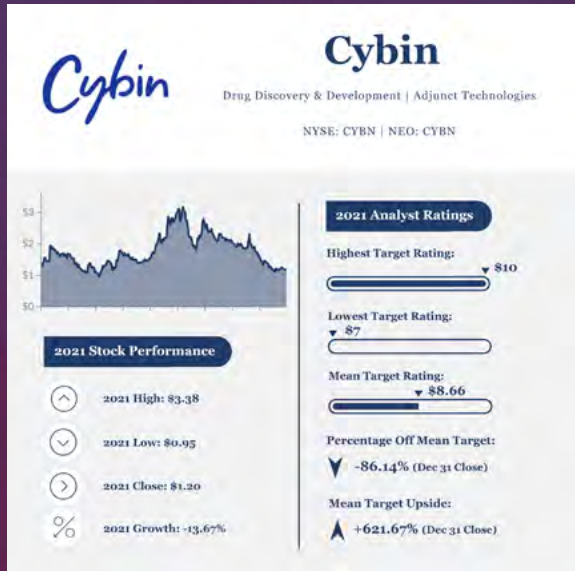 Cybin
Cybin
Drug Discovery & Development | Adjunct Technologies
NYSE: CYBN | NEO: CYBN
$3
$2
$1
$0
2021 Stock Performance
2021 High: $3.38
2021 Low: $0.95
2021 Close: $1.20
% 2021 Growth: -13.67%
2021 Analyst Ratings
Highest Target Rating:
$10
Lowest Target Rating:
$7
Mean Target Rating:
$8.66
Percentage Off Mean Target:
-86.14% (Dec 31 Close)
Mean Target Upside:
+621.67% (Dec 31 Close)